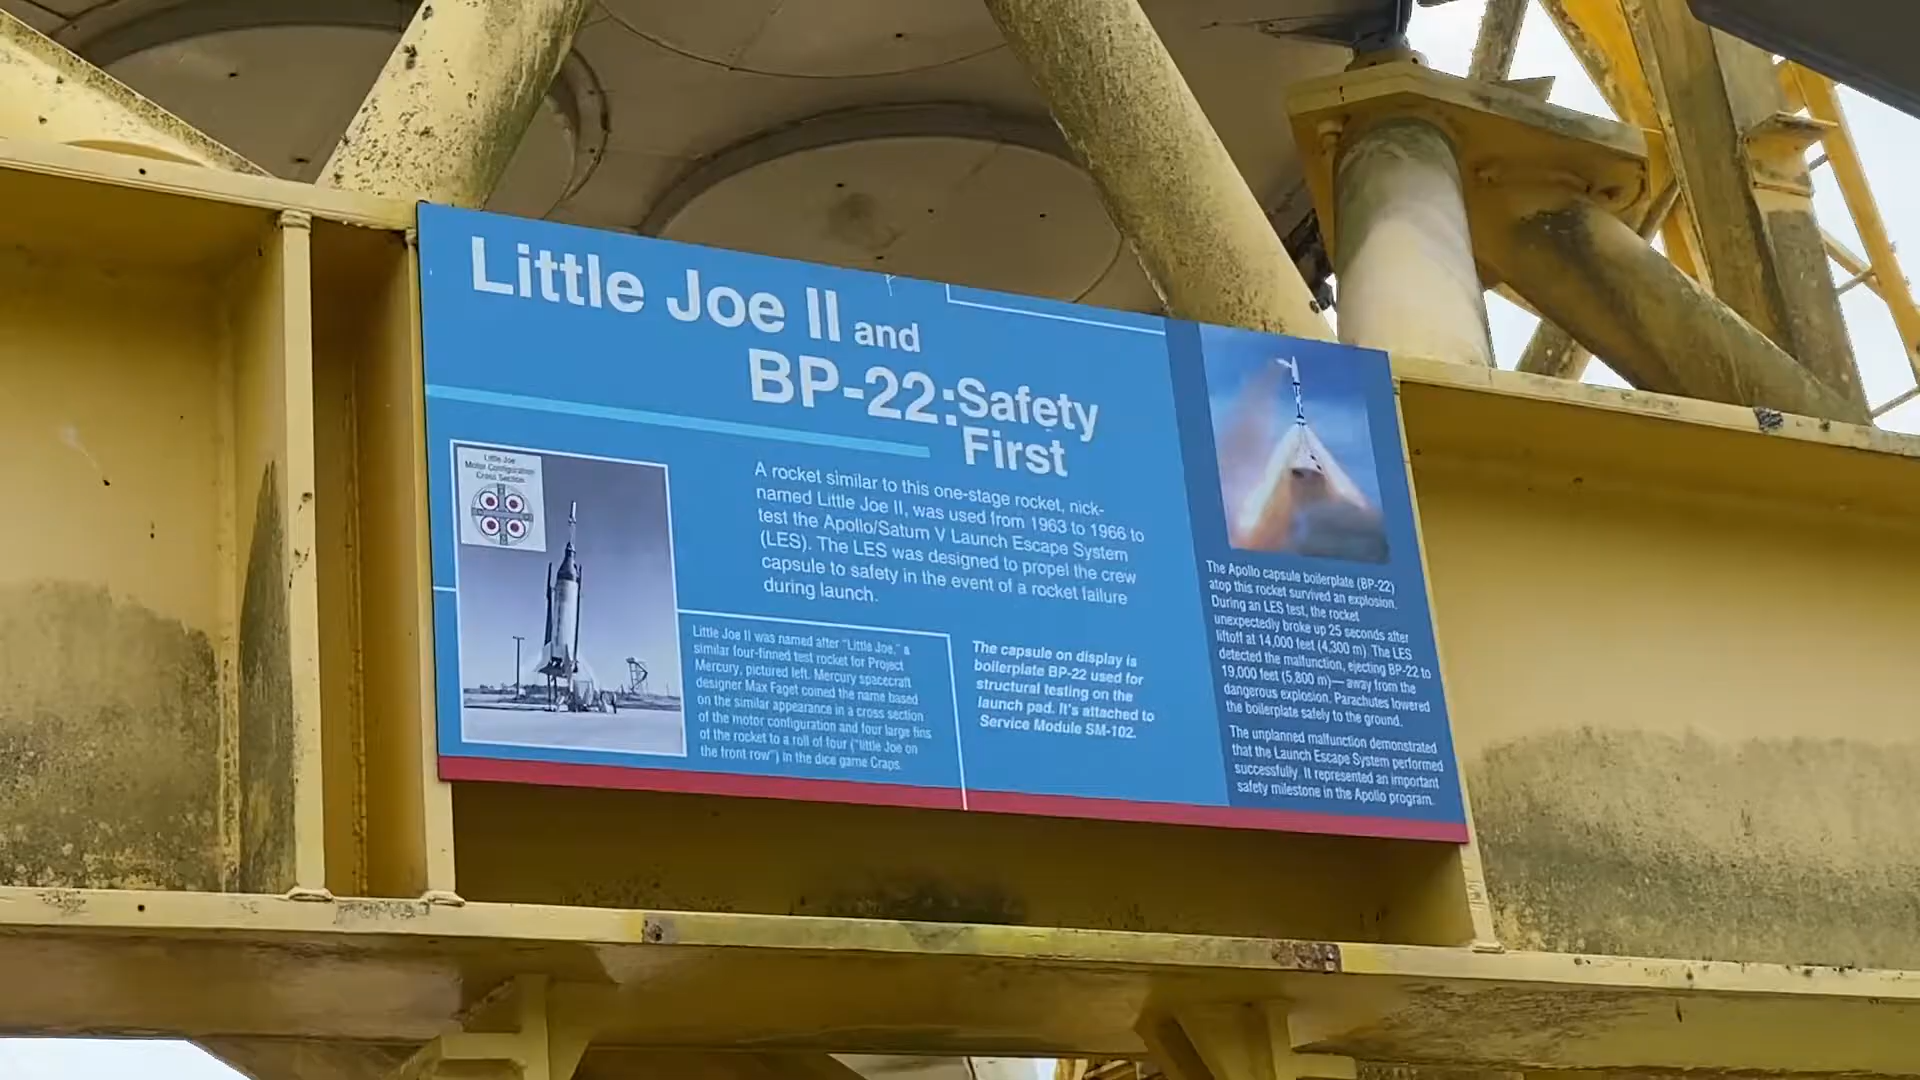 Little Joe II and
BP-22: Safety
First
Little Joe
Motor Configuration
Cross Section
A rocket similar to this one-stage rocket, nick-
named Little Joe II, was used from 1963 to 1966 to
test the Apollo/Saturn V Launch Escape System
(LES). The LES was designed to propel the crew
capsule to safety in the event of a rocket failure
during launch.
Little Joe II was named after "Little Joe," a
similar four-finned test rocket for Project
Mercury, pictured left. Mercury spacecraft
designer Max Faget coined the name based
on the similar appearance in a cross section
of the motor configuration and four large fins
of the rocket to a roll of four ("little Joe on
the front row") in the dice game Craps.
The capsule on display is
boilerplate BP-22 used for
structural testing on the
launch pad. It's attached to
Service Module SM-102.
The Apollo capsule boilerplate (BP-22)
atop this rocket survived an explosion.
During an LES test, the rocket
unexpectedly broke up 25 seconds after
liftoff at 14,000 feet (4,300 m). The LES
detected the malfunction, ejecting BP-22 to
19,000 feet (5,800 m)— away from the
dangerous explosion. Parachutes lowered
the boilerplate safely to the ground.
The unplanned malfunction demonstrated
that the Launch Escape System performed
successfully. It represented an important
safety milestone in the Apollo program.